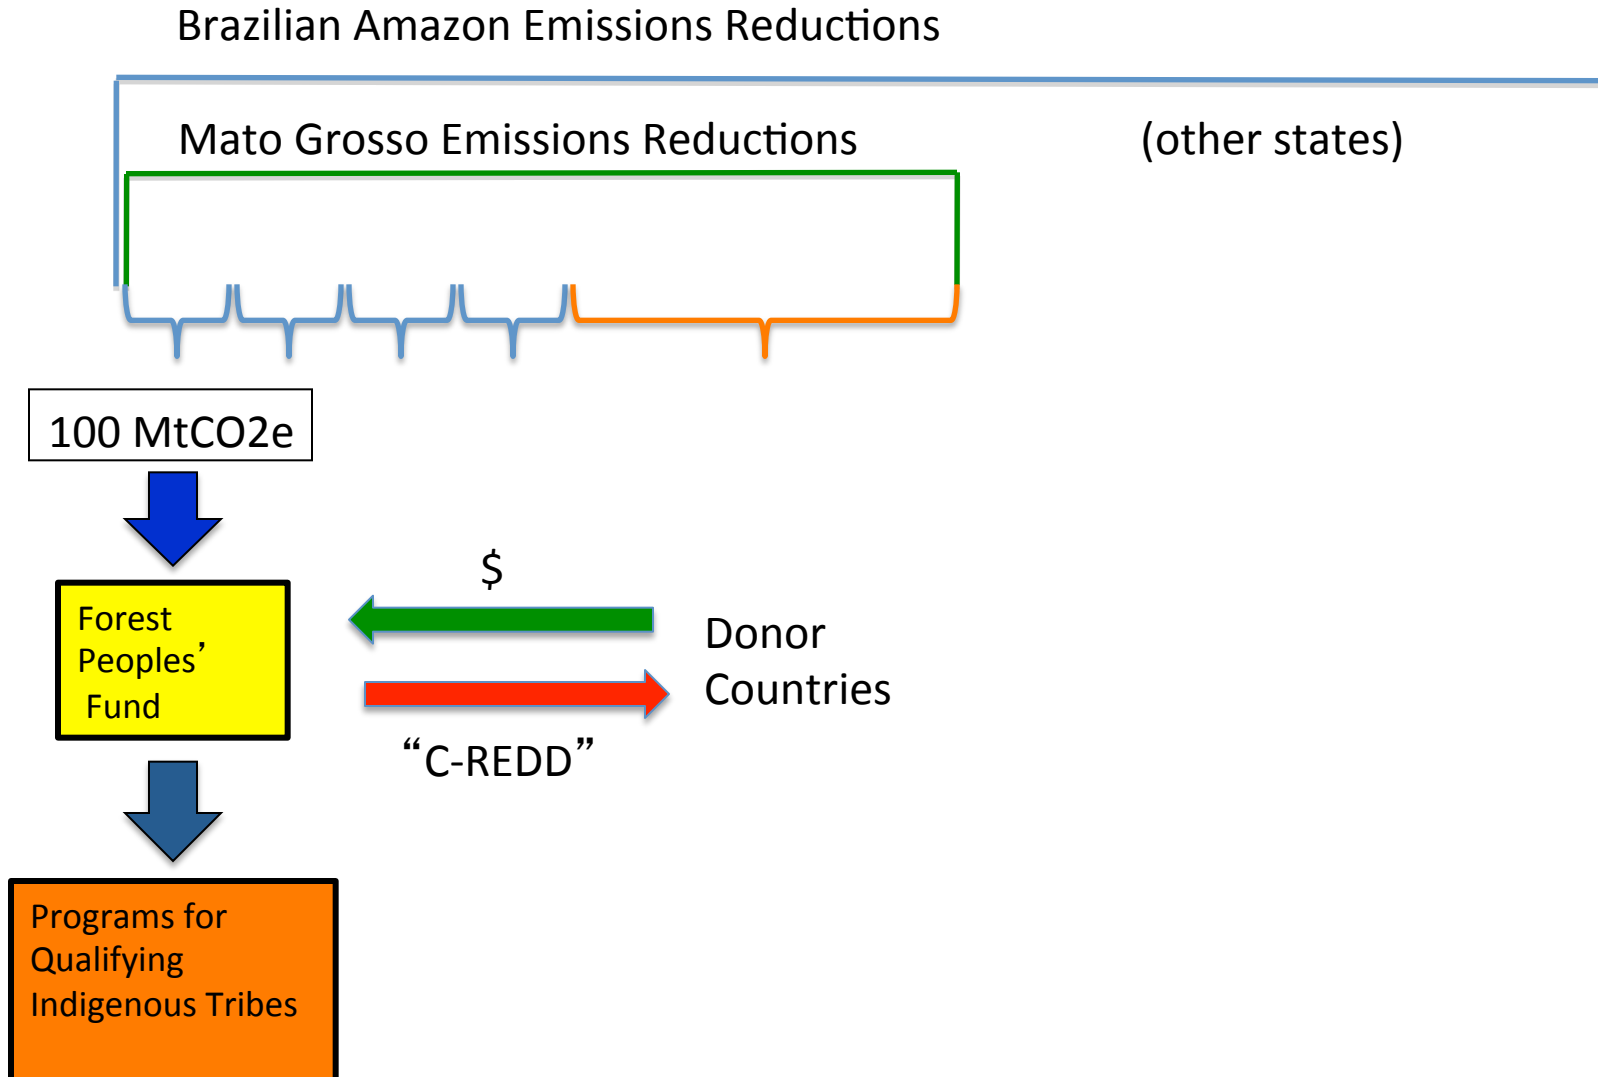 Brazilian Amazon Emissions Reductions
Mato Grosso Emissions Reductions
(other states)
100 MtCO2e
Forest
Peoples’
Fund
$
Donor
Countries
“C-REDD”
Programs for
Qualifying
Indigenous Tribes